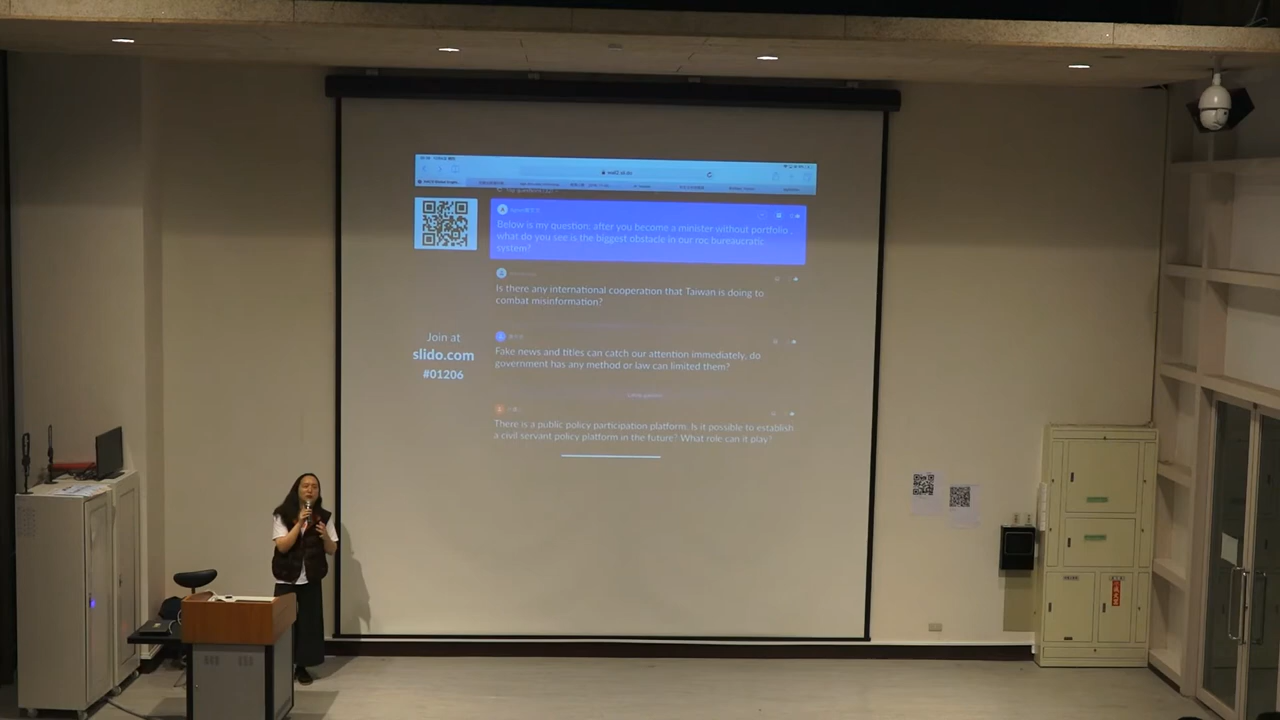 wall2.sli.do
Below is my question, after you become a minister without portfolio ,
what do you see is the biggest obstacle in our roc bureaucratic
system?
Is there any international cooperation that Taiwan is doing to
combat misinformation?
Join at
slido.com
#01206
Fake news and titles can catch our attention immediately, do
government has any method or law can limited them?
There is a public policy participation platform. Is it possible to establish
a civil servant policy platform in the future? What role can it play?